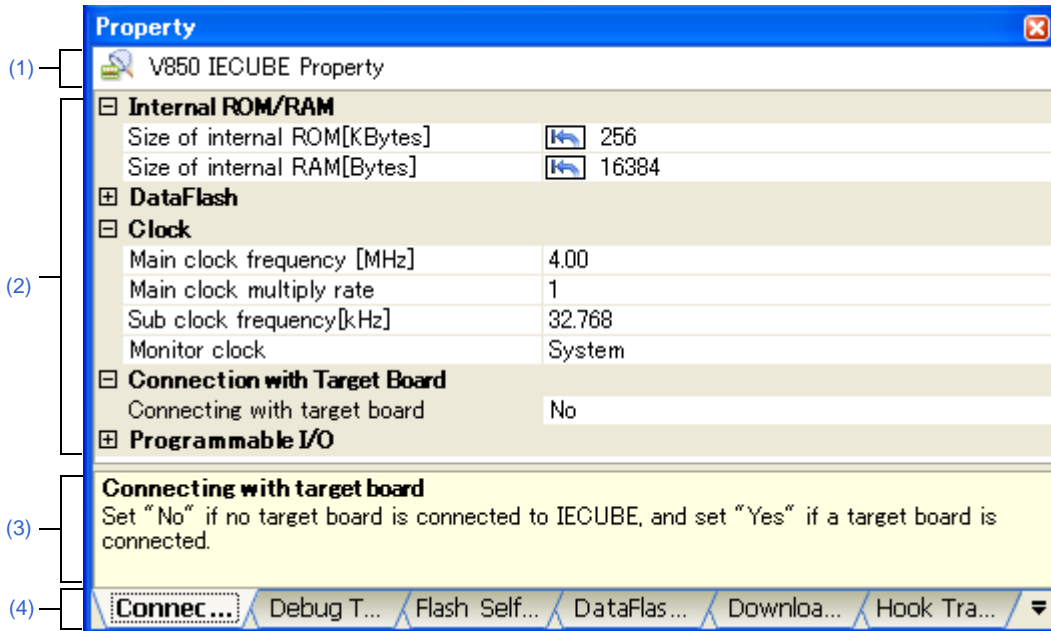 Property
(1)
V850 IECUBE Property
(2)
Internal ROM/RAM
Size of internal ROM[KBytes] 256
Size of internal RAM[Bytes] 16384
DataFlash
Clock
Main clock frequency [MHz] 4.00
Main clock multiply rate 1
Sub clock frequency[kHz] 32.768
Monitor clock System
Connection with Target Board
Connecting with target board No
Programmable I/O
(3)
Connecting with target board
Set "No" if no target board is connected to IECUBE, and set "Yes" if a target board is
connected.
(4)
Connec... Debug T... Flash Self... DataFlas... Downloa... Hook Tra...